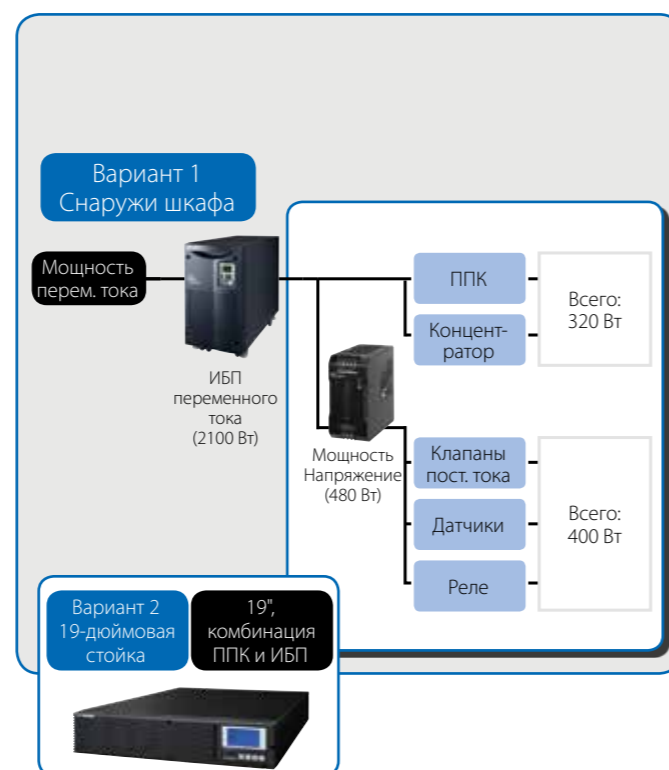 Вариант 1
Снаружи шкафа
Мощность
перем. тока
ИБП
переменного
тока
(2100 Вт)
ППК
Концент-
ратор
Всего:
320 Вт
Мощность
Напряжение
(480 Вт)
Клапаны
пост. тока
Датчики
Реле
Всего:
400 Вт
Вариант 2
19-дюймовая
стойка
19",
комбинация
ППК и ИБП